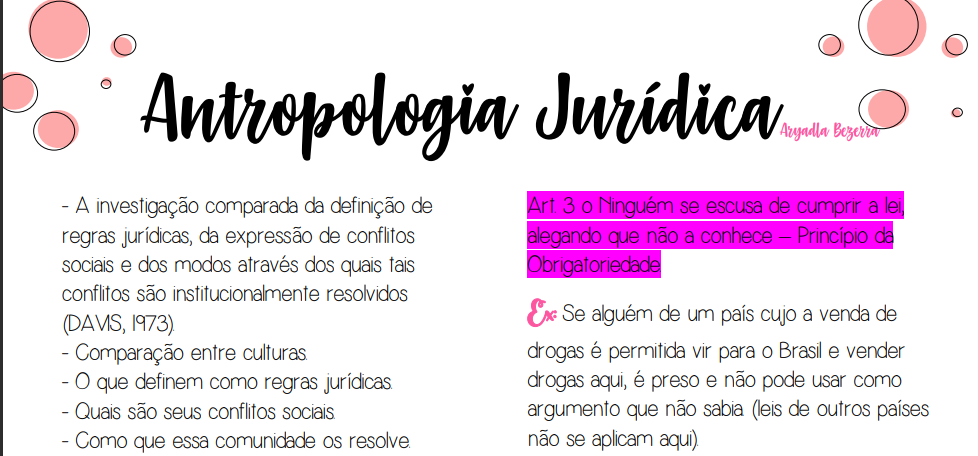 Antropologia Jurídica
Aryadla Bezerra
- A investigação comparada da definição de
regras jurídicas, da expressão de conflitos
sociais e dos modos através dos quais tais
conflitos são institucionalmente resolvidos
(DAVIS, 1973).
- Comparação entre culturas.
- O que definem como regras jurídicas.
- Quais são seus conflitos sociais.
- Como que essa comunidade os resolve.
Art. 3 o Ninguém se escusa de cumprir a lei,
alegando que não a conhece – Princípio da
Obrigatoriedade.
Ex: Se alguém de um país cujo a venda de
drogas é permitida vir para o Brasil e vender
drogas aqui, é preso e não pode usar como
argumento que não sabia. (leis de outros países
não se aplicam aqui).